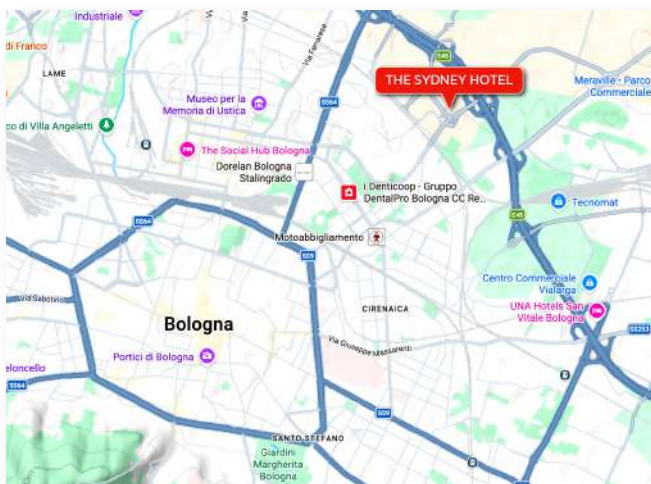 Industriale
di Franco
LAME
Via Ferrarese
E45
THE SYDNEY HOTEL
Meraville - Parco
Commerciale
SS64
Museo per la
Memoria di Ustica
co di Villa Angeletti
The Social Hub Bologna
Dorelan Bologna
Stalingrado
i.Denticoop - Gruppo
DentalPro Bologna CC Re...
Tecnomat
E45
SS64
Motoabbigliamento
SS9
Centro Commerciale
Vialarga
UNA Hotels San
Vitale Bologna
Via Sabotino
CIRENAICA
Bologna
SS253
Via Giuseppe Massarenti
Portici di Bologna
eloncello
SS64
SS9
SANTO STEFANO
Giardini
Margherita
Bologna